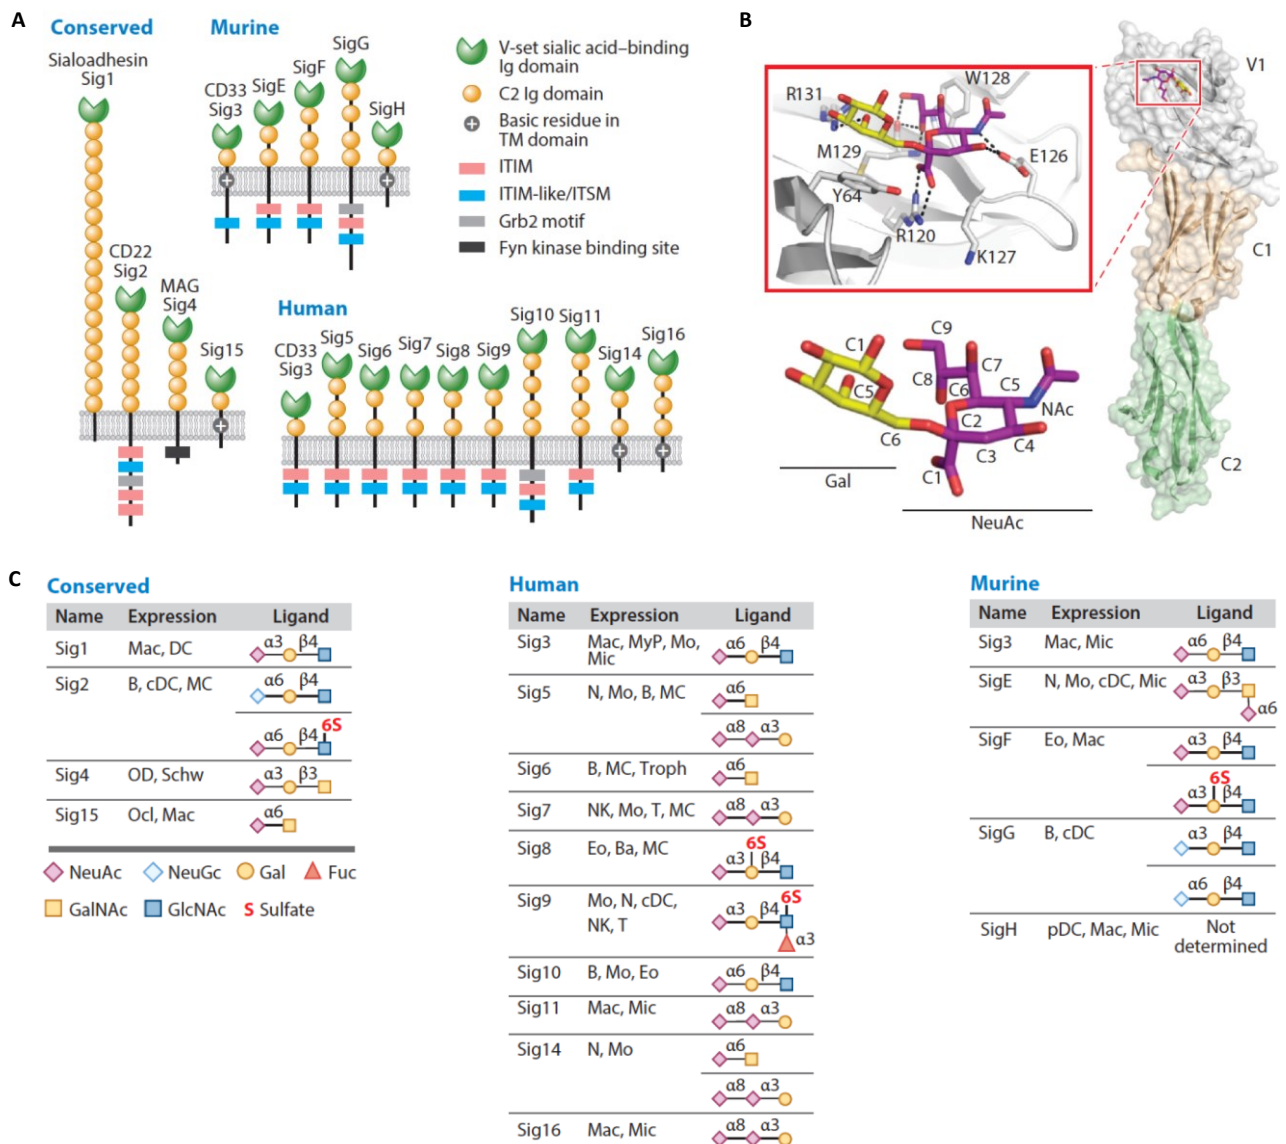 A
Conserved
Sialoadhesin
Sig1
CD22
Sig2
MAG
Sig4
Sig15
Murine
CD33
Sig3
SigE
SigF
SigG
SigH
V-set sialic acid–binding
Ig domain
C2 Ig domain
Basic residue in
TM domain
ITIM
ITIM-like/ITSM
Grb2 motif
Fyn kinase binding site
Human
CD33
Sig3
Sig5
Sig6
Sig7
Sig8
Sig9
Sig10
Sig11
Sig14
Sig16
B
R131
W128
M129
E126
Y64
R120
K127
V1
C1
C2
C1
C5
C6
Gal
C9
C8
C7
C6
C5
C2
NAc
C4
C3
C1
NeuAc
C
Conserved
Name Expression Ligand
Sig1 Mac, DC α3 β4
Sig2 B, cDC, MC α6 β4
α6 β4 6S
Sig4 OD, Schw α3 β3
Sig15 Ocl, Mac α6
NeuAc NeuGc Gal Fuc
GalNAc GlcNAc S Sulfate
Human
Name Expression Ligand
Sig3 Mac, MyP, Mo, α6 β4
Mic
Sig5 N, Mo, B, MC α6
α8 α3
Sig6 B, MC, Troph α6
Sig7 NK, Mo, T, MC α8 α3
6S
Sig8 Eo, Ba, MC α3 β4
6S
Sig9 Mo, N, cDC, α3 β4
NK, T α3
Sig10 B, Mo, Eo α6 β4
Sig11 Mac, Mic α8 α3
Sig14 N, Mo α6
α8 α3
Sig16 Mac, Mic α8 α3
Murine
Name Expression Ligand
Sig3 Mac, Mic α6 β4
SigE N, Mo, cDC, Mic α3 β3
α6
SigF Eo, Mac α3 β4
6S
α3 β4
SigG B, cDC α3 β4
α6 β4
SigH pDC, Mac, Mic Not
determined